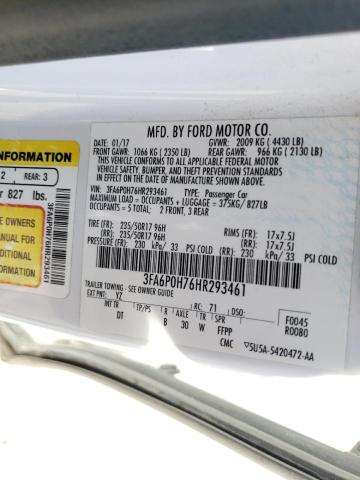 INFORMATION
2 REAR: 3
r 827 lbs.
E OWNERS
ANUAL FOR
DDITIONAL
ORMATION
3FA6P0H76HR293461
MFD. BY FORD MOTOR CO.
DATE: 01/17 GVWR: 2009 KG ( 4430 LB)
FRONT GAWR: 1066 KG ( 2350 LB) REAR GAWR: 966 KG ( 2130 LB)
THIS VEHICLE CONFORMS TO ALL APPLICABLE FEDERAL MOTOR
VEHICLE SAFETY, BUMPER, AND THEFT PREVENTION STANDARDS IN
EFFECT ON THE DATE OF MANUFACTURE SHOWN ABOVE.
VIN: 3FA6P0H76HR293461 TYPE: Passenger Car
MAXIMUM LOAD = OCCUPANTS + LUGGAGE = 375KG / 827LB
OCCUPANTS = 5 TOTAL: 2 FRONT, 3 REAR
TIRE (FR): 235/50R17 96H RIMS (FR): 17x7.5J
TIRE (RR): 235/50R17 96H RIMS (RR): 17x7.5J
PRESSURE (FR) 230 kPa/ 33 PSI COLD (RR) 230 kPa/ 33 PSI COLD
3FA6P0H76HR293461
TRAILER TOWING - SEE OWNER GUIDE
EXT PNT: YZ RC: 71 DSO: F0045
R0080
WB INT TR TP/PS R AXLE TR SPR
DT B 30 W FFPP
CMC ▽5U5A-5420472-AA